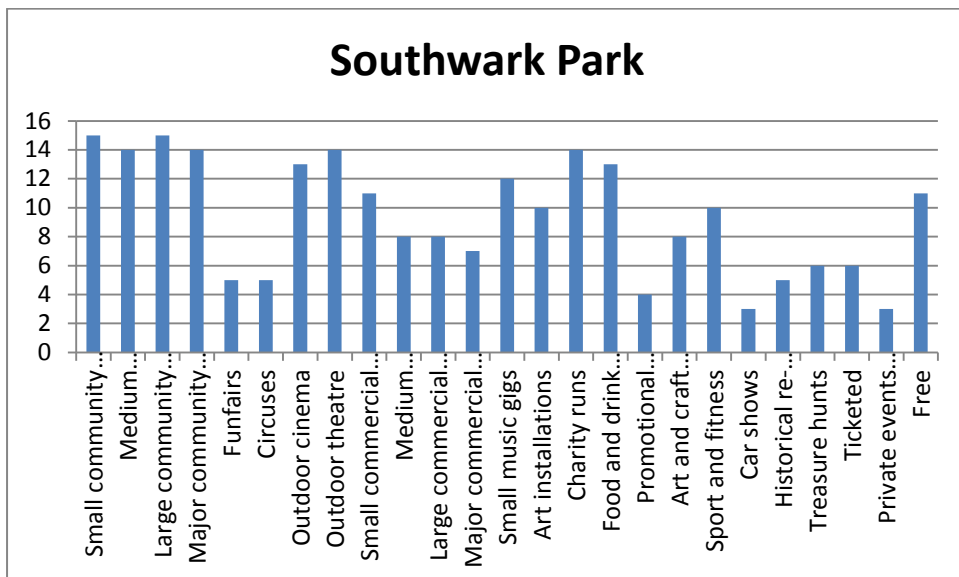 Southwark Park
16
14
12
10
8
6
4
2
0
Small community…
Medium…
Large community…
Major community…
Funfairs
Circuses
Outdoor cinema
Outdoor theatre
Small commercial…
Medium…
Large commercial…
Major commercial…
Small music gigs
Art installations
Charity runs
Food and drink…
Promotional…
Art and craft…
Sport and fitness
Car shows
Historical re-…
Treasure hunts
Ticketed
Private events…
Free